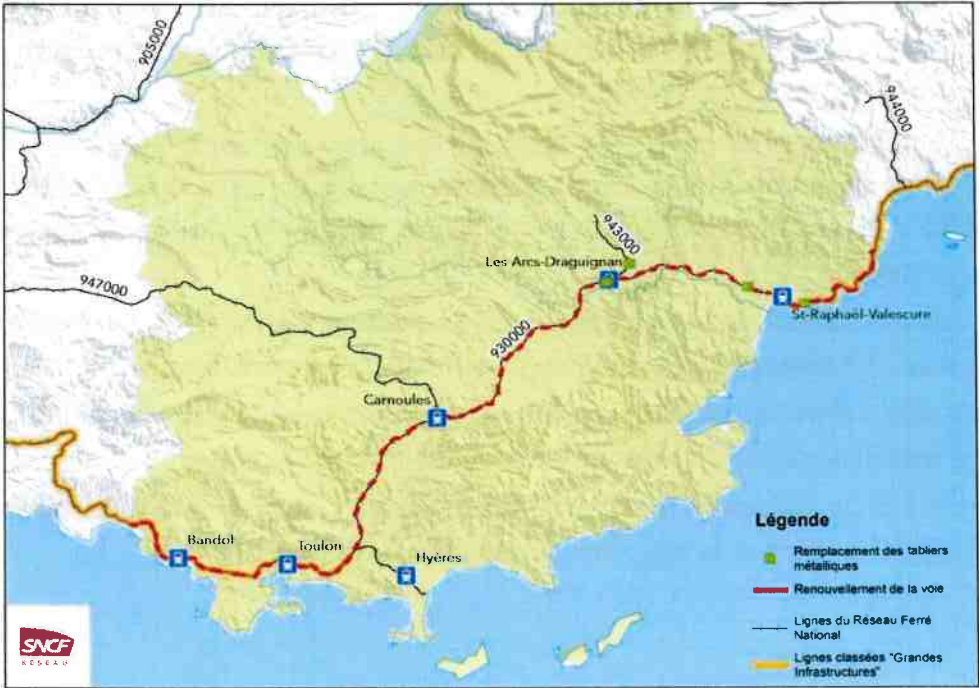 905000
944000
943000
Les Arcs-Draguignan
947000
St-Raphaël-Valescure
930000
Carnoules
Bandol
Toulon
Hyères
Légende
Remplacement des tabliers
métalliques
Renouvellement de la voie
Lignes du Réseau Ferré
National
Lignes classées "Grandes
Infrastructures"
SNCF
RÉSEAU